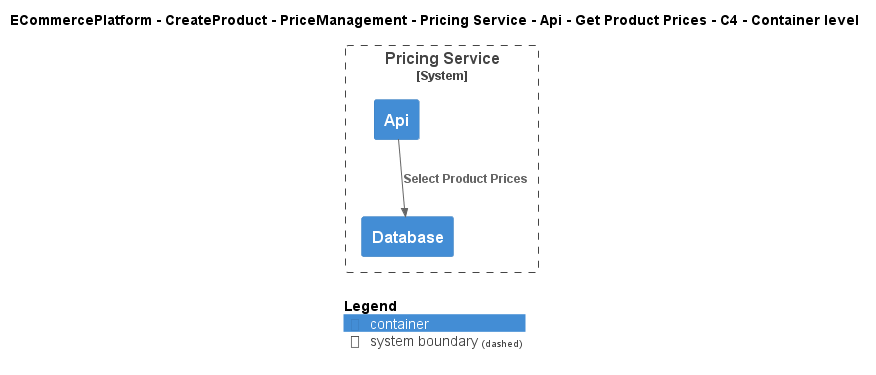 ECommercePlatform - CreateProduct - PriceManagement - Pricing Service - Api - Get Product Prices - C4 - Container level
Pricing Service
[System]
Api
Select Product Prices
Database
Legend
container
system boundary (dashed)